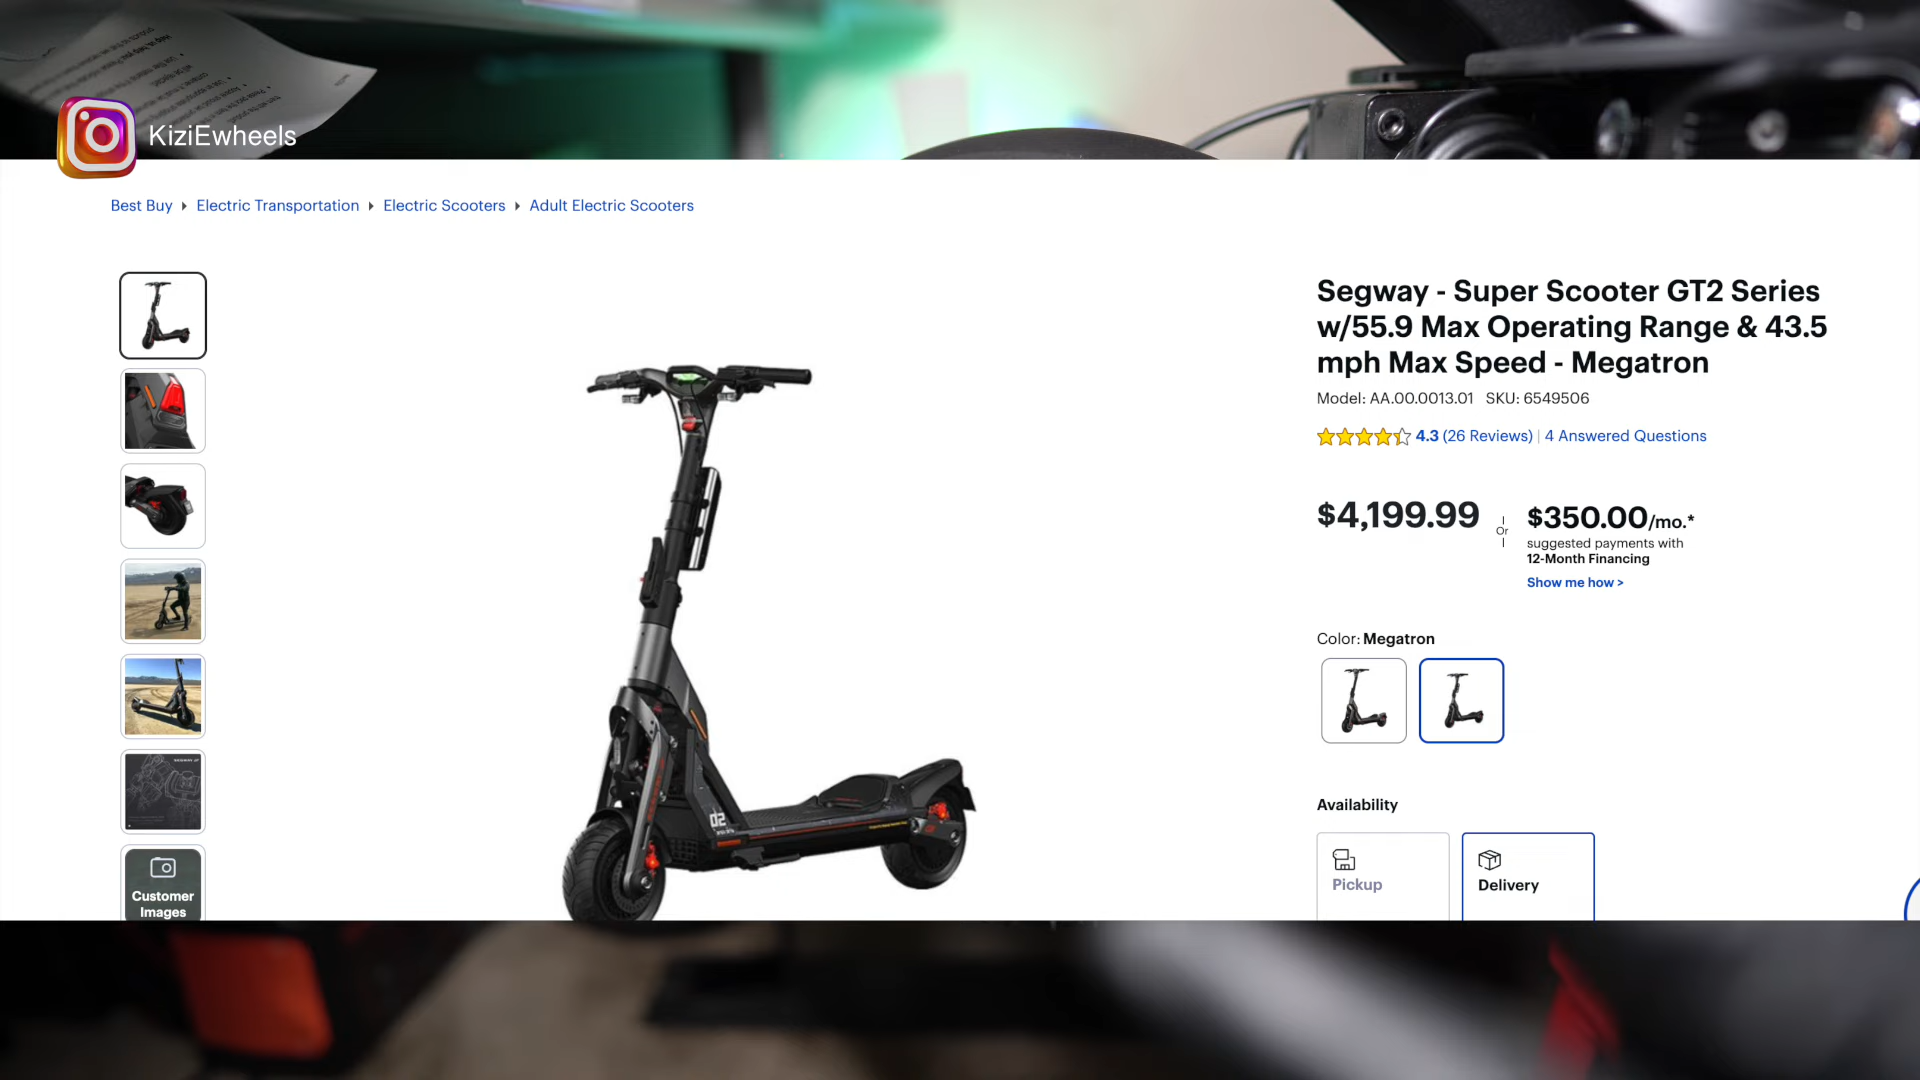 KiziEwheels
Best Buy Electric Transportation Electric Scooters Adult Electric Scooters
Segway - Super Scooter GT2 Series
w/55.9 Max Operating Range & 43.5
mph Max Speed - Megatron
Model: AA.00.0013.01 SKU: 6549506
4.3 (26 Reviews) | 4 Answered Questions
$4,199.99
Or
$350.00/mo.*
suggested payments with
12-Month Financing
Show me how >
Color: Megatron
Availability
Pickup
Delivery
Customer
Images